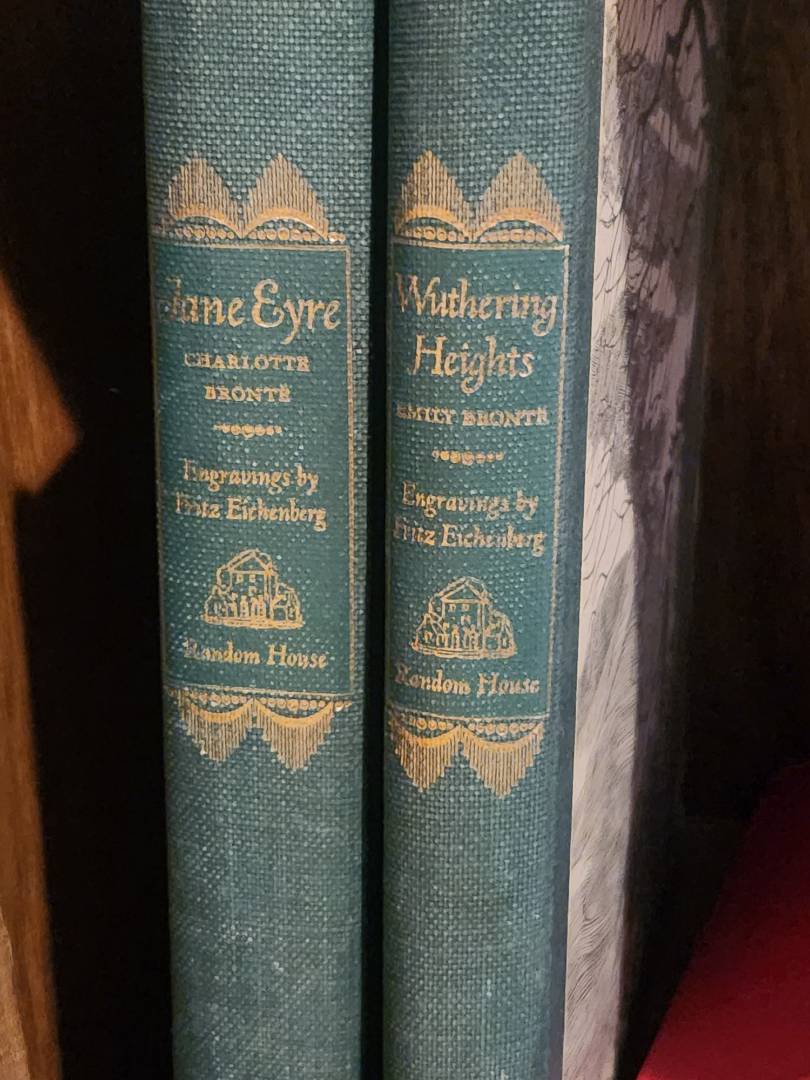 Jane Eyre
CHARLOTTE
BRONTË
Engravings by
Fritz Eichenberg
Random House
Wuthering
Heights
EMILY BRONTË
Engravings by
Fritz Eichenberg
Random House